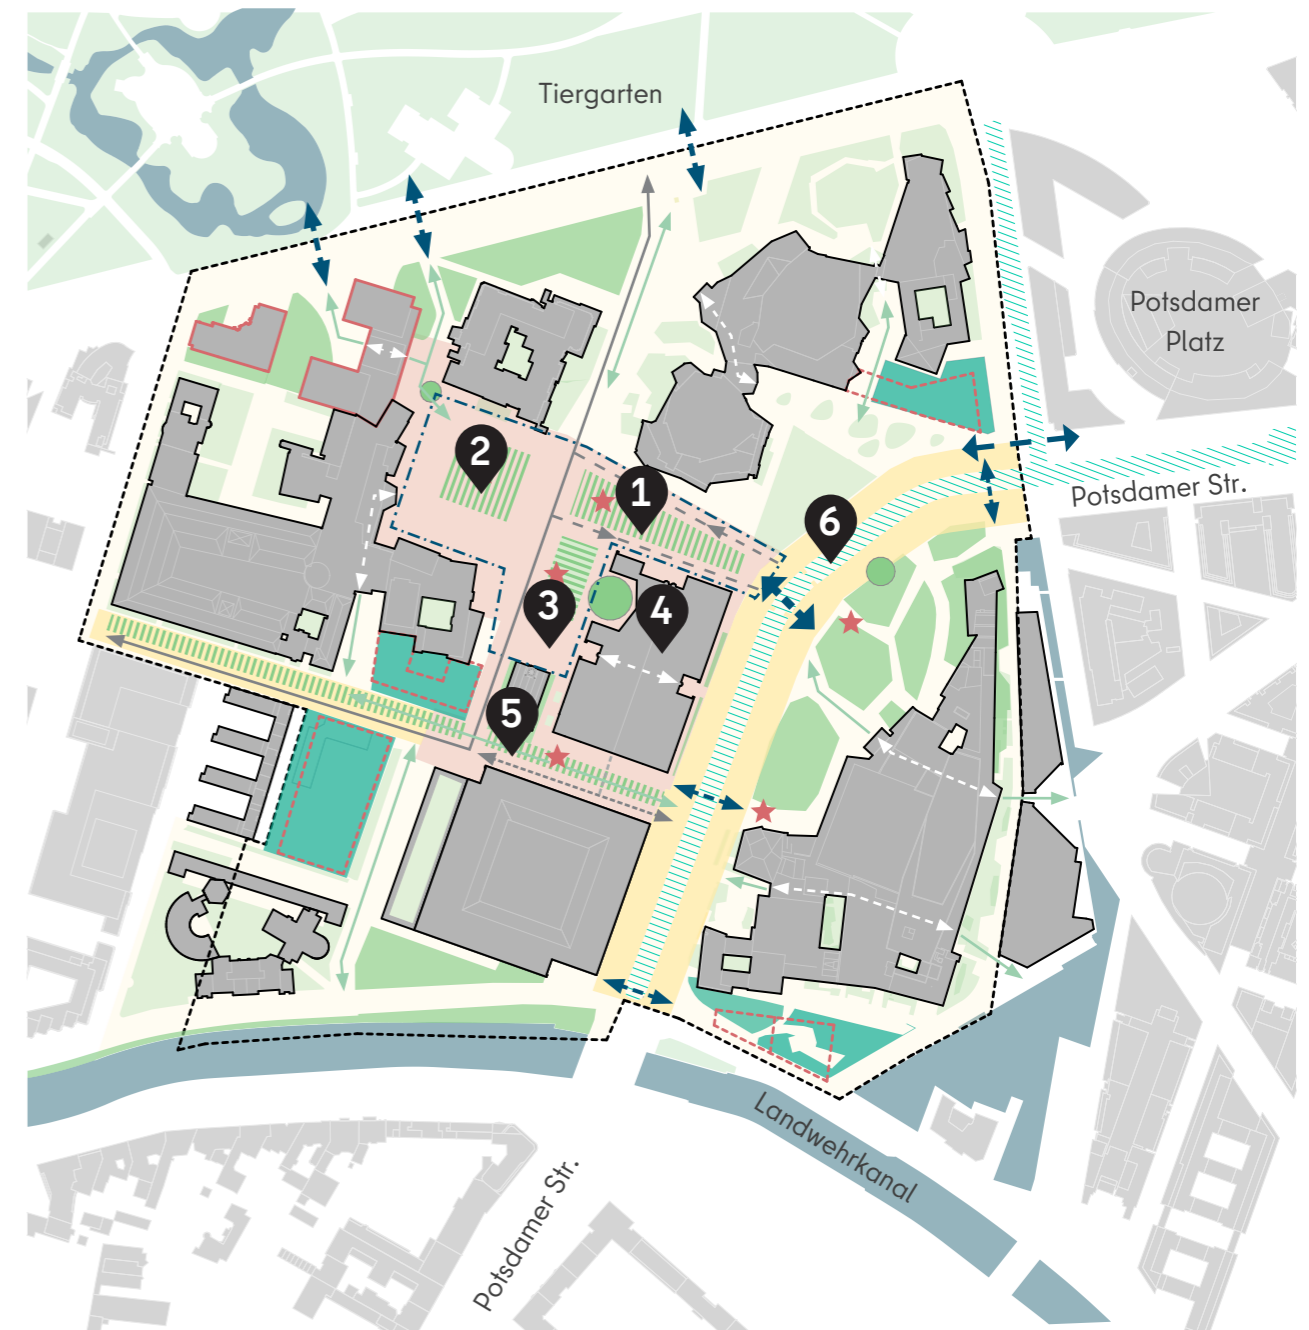 Tiergarten
Potsdamer
Platz
2
1
Potsdamer Str.
6
3
4
5
Landwehrkanal
Potsdamer Str.